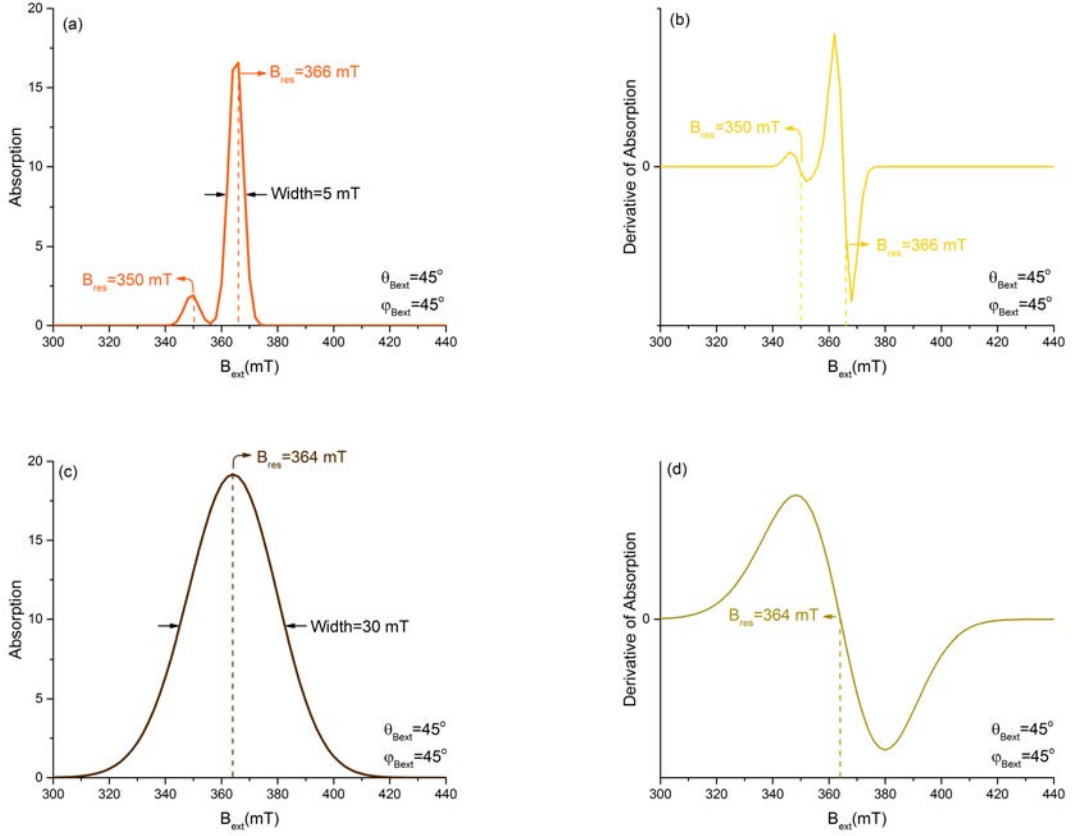 (a)
20
15
10
5
0
Absorption
B_res=366 mT
Width=5 mT
B_res=350 mT
θ_Bext=45°
φ_Bext=45°
300 320 340 360 380 400 420 440
B_ext(mT)
(b)
0
Derivative of Absorption
B_res=350 mT
B_res=366 mT
θ_Bext=45°
φ_Bext=45°
300 320 340 360 380 400 420 440
B_ext(mT)
(c)
20
15
10
5
0
Absorption
B_res=364 mT
Width=30 mT
θ_Bext=45°
φ_Bext=45°
300 320 340 360 380 400 420 440
B_ext(mT)
(d)
0
Derivative of Absorption
B_res=364 mT
θ_Bext=45°
φ_Bext=45°
300 320 340 360 380 400 420 440
B_ext(mT)